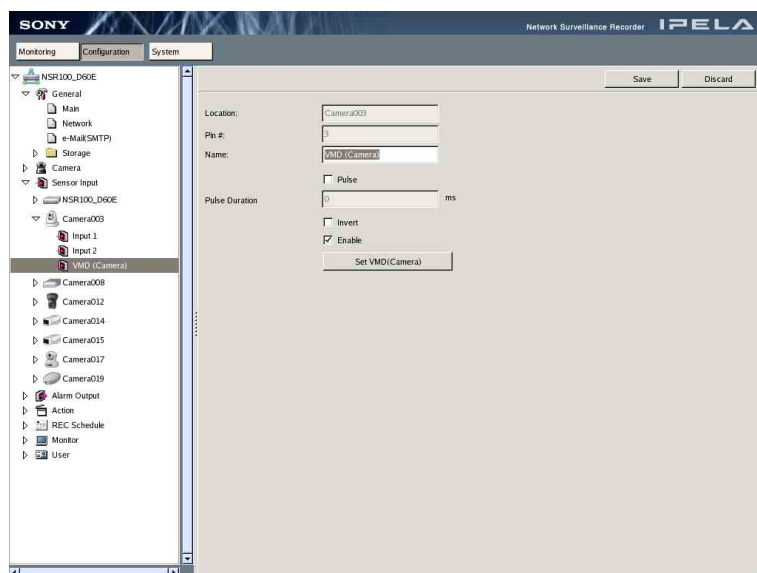 SONY
Network Surveillance Recorder IPELA
Monitoring Configuration System
NSR100_D60E
General
Main
Network
e-Mail(SMTP)
Storage
Camera
Sensor Input
NSR100_D60E
Camera003
Input 1
Input 2
VMD (Camera)
Camera008
Camera012
Camera014
Camera015
Camera017
Camera019
Alarm Output
Action
REC Schedule
Monitor
User
Save Discard
Location: Camera003
Pin #: 3
Name: VMD (Camera)
Pulse
Pulse Duration 0 ms
Invert
Enable
Set VMD(Camera)